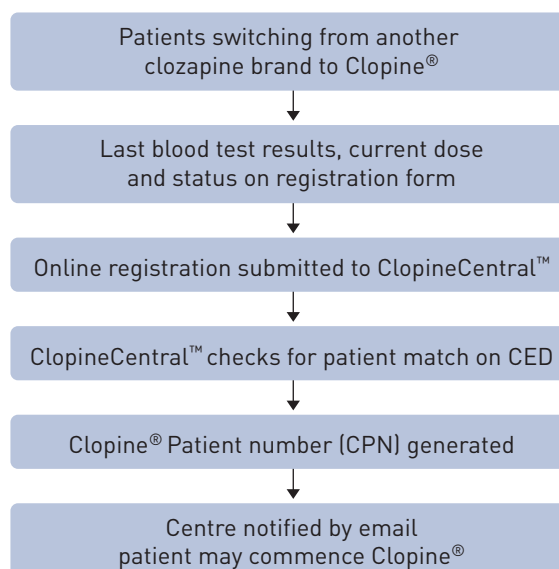 Patients switching from another
clozapine brand to Clopine®
Last blood test results, current dose
and status on registration form
Online registration submitted to ClopineCentral™
ClopineCentral™ checks for patient match on CED
Clopine® Patient number (CPN) generated
Centre notified by email
patient may commence Clopine®